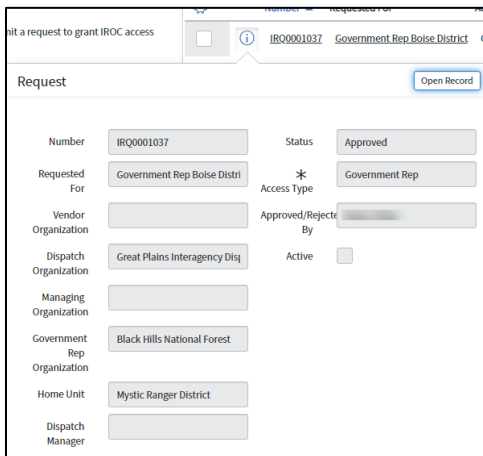 Number Requested For
nit a request to grant IROC access
IRQ0001037 Government Rep Boise District
Request Open Record
Number IRQ0001037 Status Approved
Requested For Government Rep Boise Distri
* Access Type Government Rep
Vendor Organization
Approved/Rejecte By
Dispatch Organization Great Plains Interagency Disp
Active
Managing Organization
Government Rep Organization Black Hills National Forest
Home Unit Mystic Ranger District
Dispatch Manager